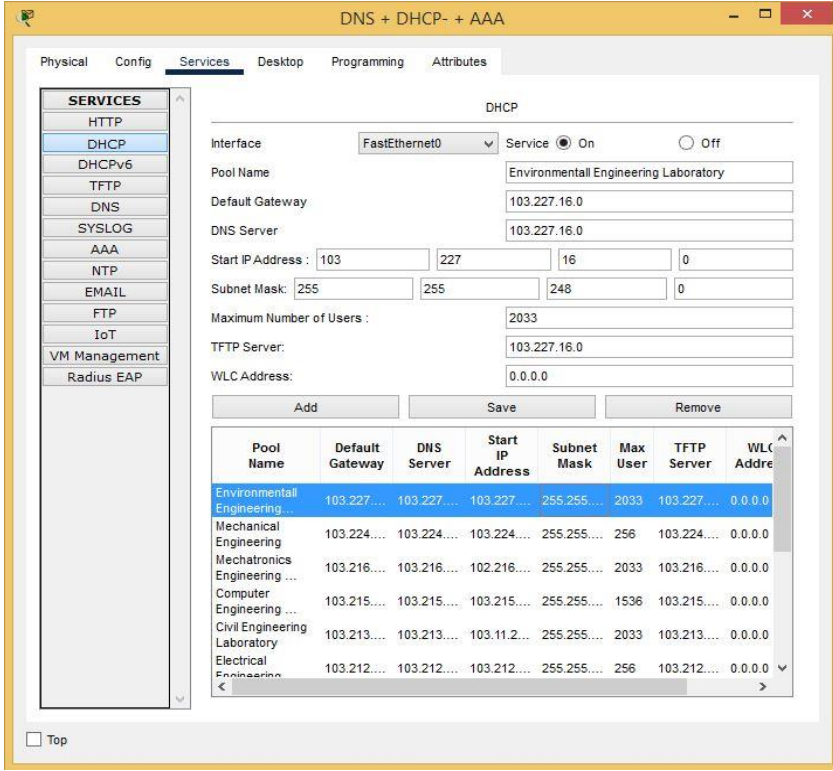 DNS + DHCP- + AAA
Physical Config Services Desktop Programming Attributes
SERVICES
HTTP
DHCP
DHCPv6
TFTP
DNS
SYSLOG
AAA
NTP
EMAIL
FTP
IoT
VM Management
Radius EAP
DHCP
Interface FastEthernet0 Service On Off
Pool Name Environmentall Engineering Laboratory
Default Gateway 103.227.16.0
DNS Server 103.227.16.0
Start IP Address : 103 227 16 0
Subnet Mask: 255 255 248 0
Maximum Number of Users : 2033
TFTP Server: 103.227.16.0
WLC Address: 0.0.0.0
Add Save Remove
Pool Name Default Gateway DNS Server Start IP Address Subnet Mask Max User TFTP Server WLC Addre
Environmentall Engineering... 103.227.... 103.227.... 103.227.... 255.255.... 2033 103.227.... 0.0.0.0
Mechanical Engineering 103.224.... 103.224.... 103.224.... 255.255.... 256 103.224.... 0.0.0.0
Mechatronics Engineering ... 103.216.... 103.216.... 102.216.... 255.255.... 2033 103.216.... 0.0.0.0
Computer Engineering ... 103.215.... 103.215.... 103.215.... 255.255.... 1536 103.215.... 0.0.0.0
Civil Engineering Laboratory 103.213.... 103.213.... 103.11.2... 255.255.... 2033 103.213.... 0.0.0.0
Electrical Engineering 103.212.... 103.212.... 103.212.... 255.255.... 256 103.212.... 0.0.0.0
Top